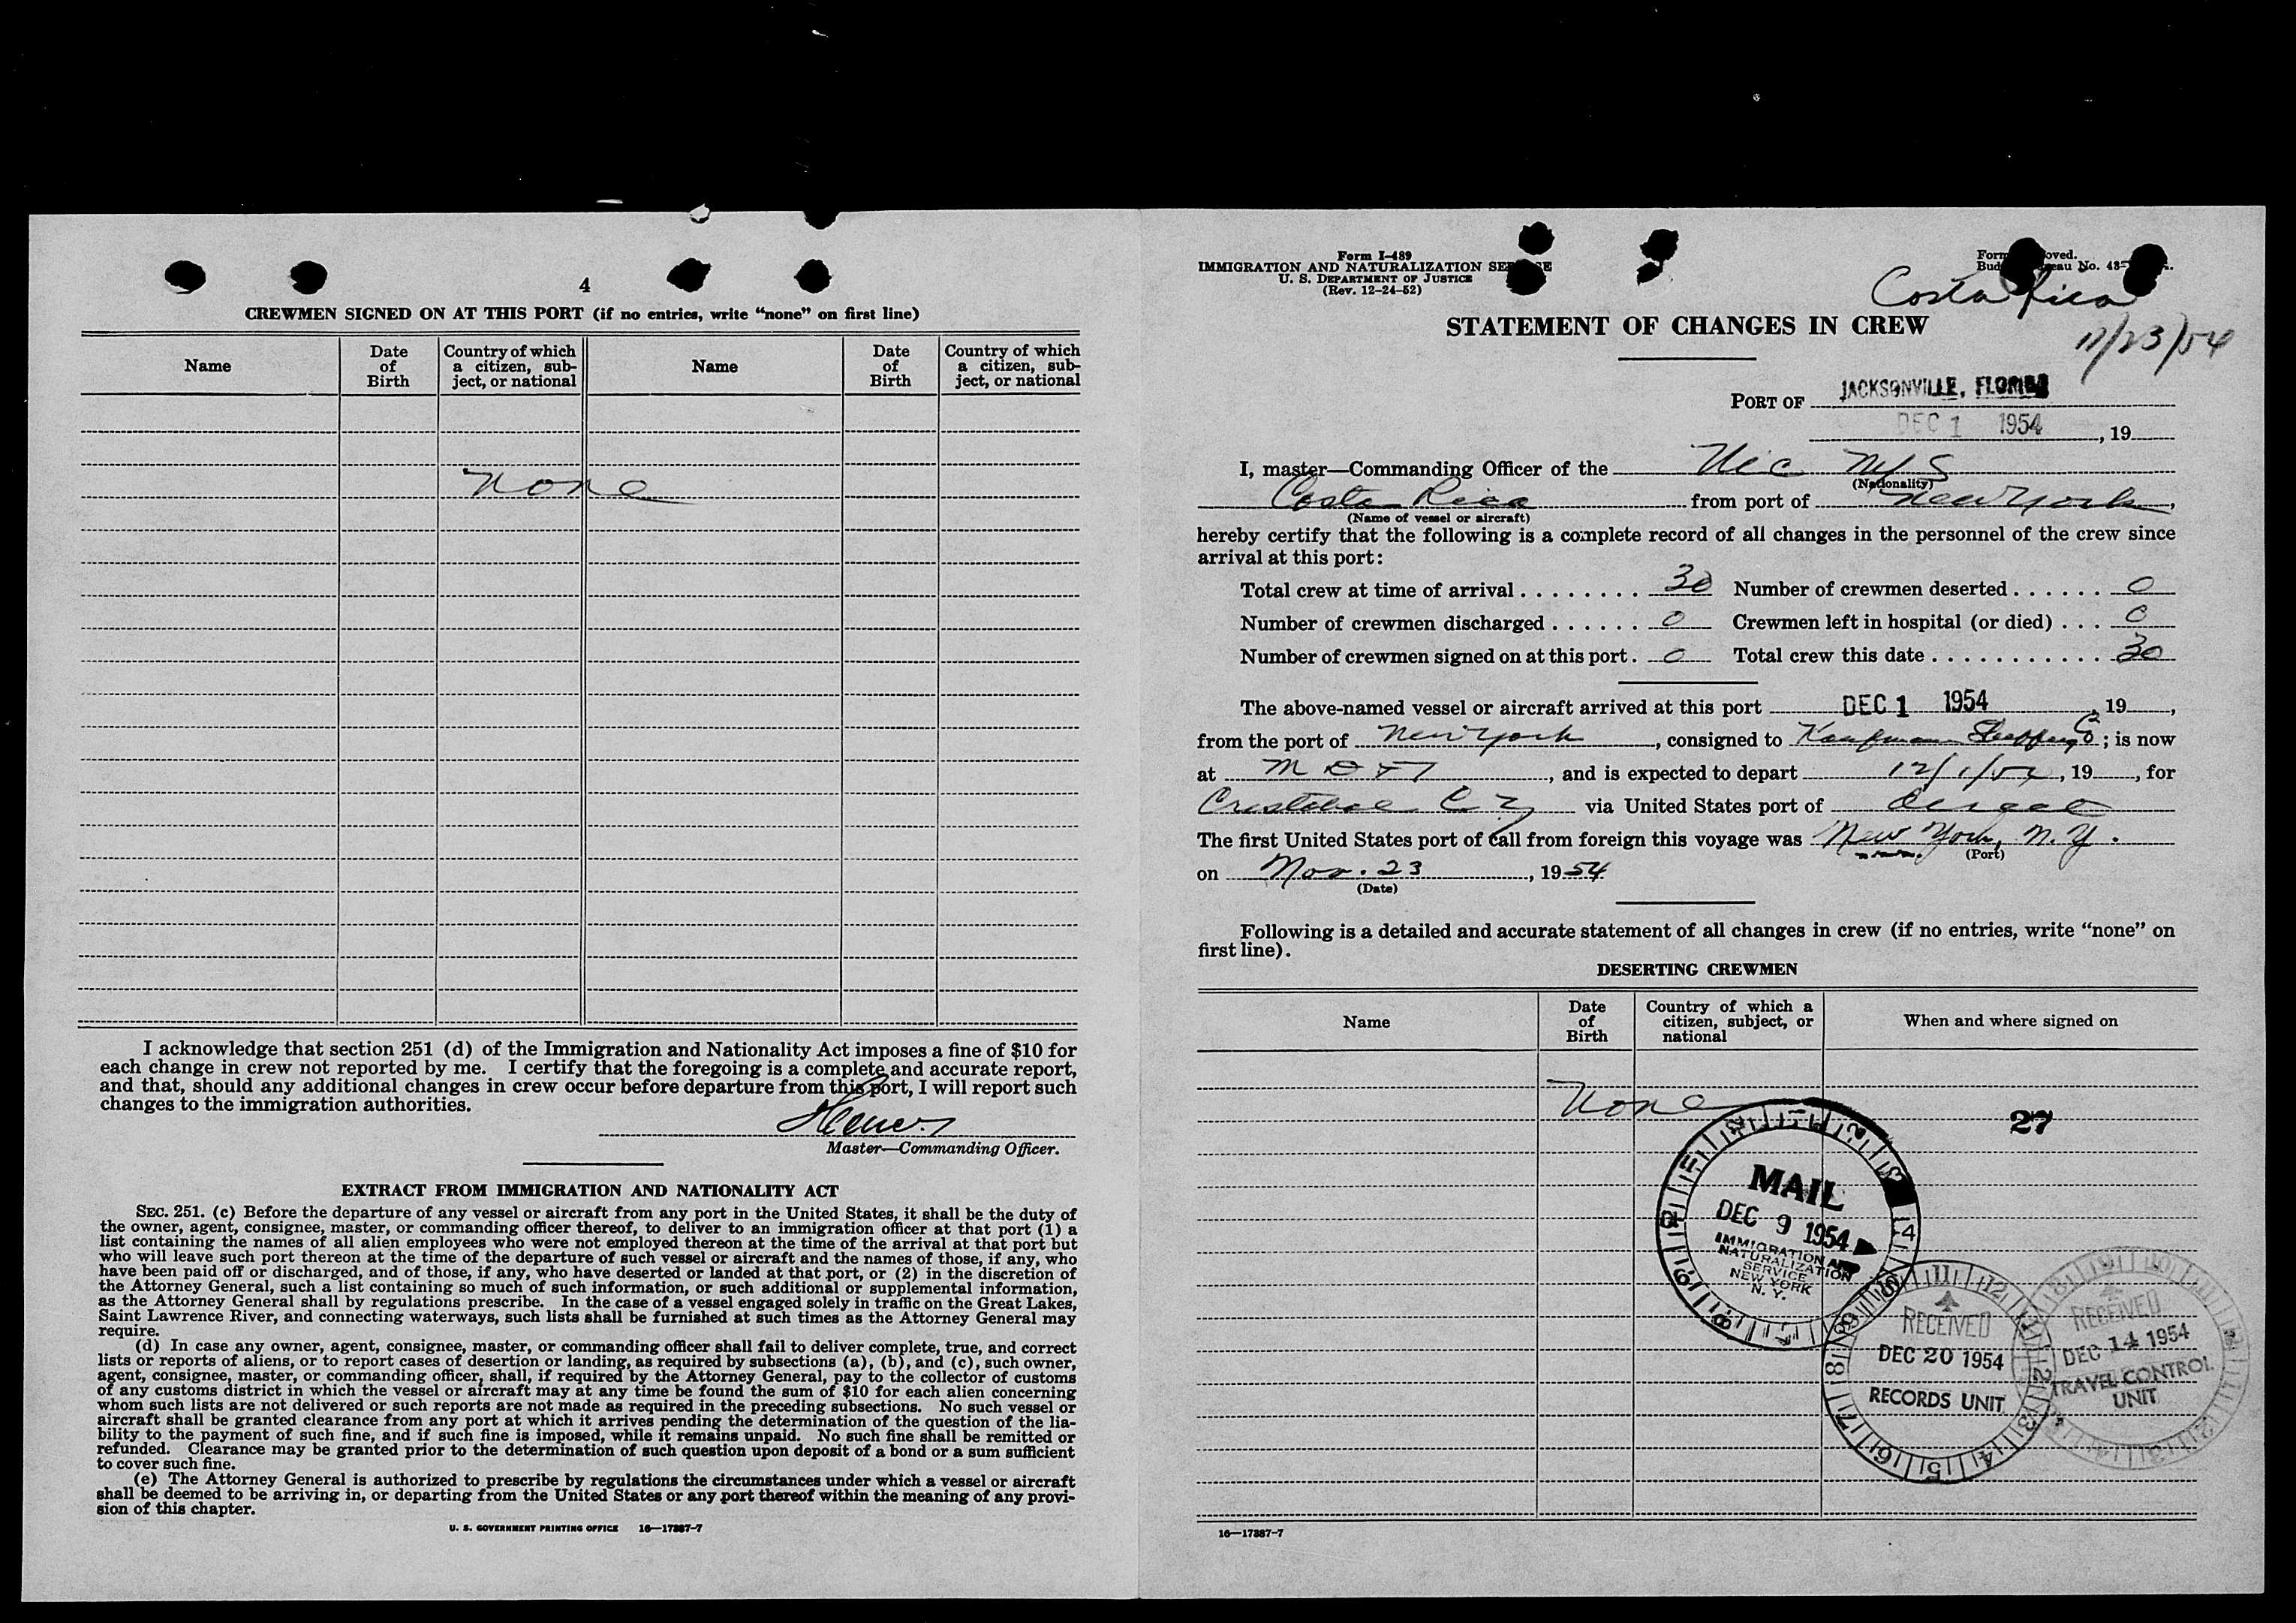 4
CREWMEN SIGNED ON AT THIS PORT (if no entries, write "none" on first line)
Name
Date of Birth
Country of which a citizen, subject, or national
Name
Date of Birth
Country of which a citizen, subject, or national
None
I acknowledge that section 251 (d) of the Immigration and Nationality Act imposes a fine of $10 for
each change in crew not reported by me. I certify that the foregoing is a complete and accurate report,
and that, should any additional changes in crew occur before departure from this port, I will report such
changes to the immigration authorities.
Master—Commanding Officer.
EXTRACT FROM IMMIGRATION AND NATIONALITY ACT
SEC. 251. (c) Before the departure of any vessel or aircraft from any port in the United States, it shall be the duty of
the owner, agent, consignee, master, or commanding officer thereof, to deliver to an immigration officer at that port (1) a
list containing the names of all alien employees who were not employed thereon at the time of the arrival at that port but
who will leave such port thereon at the time of the departure of such vessel or aircraft and the names of those, if any, who
have been paid off or discharged, and of those, if any, who have deserted or landed at that port, or (2) in the discretion of
the Attorney General, such a list containing so much of such information, or such additional or supplemental information,
as the Attorney General shall by regulations prescribe. In the case of a vessel engaged solely in traffic on the Great Lakes,
Saint Lawrence River, and connecting waterways, such lists shall be furnished at such times as the Attorney General may
require.
(d) In case any owner, agent, consignee, master, or commanding officer shall fail to deliver complete, true, and correct
lists or reports of aliens, or to report cases of desertion or landing, as required by subsections (a), (b), and (c), such owner,
agent, consignee, master, or commanding officer, shall, if required by the Attorney General, pay to the collector of customs
of any customs district in which the vessel or aircraft may at any time be found the sum of $10 for each alien concerning
whom such lists are not delivered or such reports are not made as required in the preceding subsections. No such vessel or
aircraft shall be granted clearance from any port at which it arrives pending the determination of the question of the lia-
bility to the payment of such fine, and if such fine is imposed, while it remains unpaid. No such fine shall be remitted or
refunded. Clearance may be granted prior to the determination of such question upon deposit of a bond or a sum sufficient
to cover such fine.
(e) The Attorney General is authorized to prescribe by regulations the circumstances under which a vessel or aircraft
shall be deemed to be arriving in, or departing from the United States or any port thereof within the meaning of any provi-
sion of this chapter.
U. S. GOVERNMENT PRINTING OFFICE 16—17887-7
Form I-489
IMMIGRATION AND NATURALIZATION
U. S. DEPARTMENT OF JUSTICE
(Rev. 12-24-52)
Costa Rica
11/23/54
STATEMENT OF CHANGES IN CREW
PORT OF JACKSONVILLE, FLORIDA
DEC 1 1954, 19
I, master—Commanding Officer of the Nic M/S
(Nationality)
Costa Rica from port of New York,
(Name of vessel or aircraft)
hereby certify that the following is a complete record of all changes in the personnel of the crew since
arrival at this port:
Total crew at time of arrival . . . . . . . . 30 Number of crewmen deserted . . . . . . 0
Number of crewmen discharged . . . . . . 0 Crewmen left in hospital (or died) . . . 0
Number of crewmen signed on at this port. 0 Total crew this date . . . . . . . . . . . 30
The above-named vessel or aircraft arrived at this port DEC 1 1954, 19,
from the port of New York, consigned to Kaufman Shipping Co; is now
at MD&T, and is expected to depart 12/1/54, 19, for
Cristobal C Z via United States port of direct
The first United States port of call from foreign this voyage was New York, N.Y.
(Port)
on Nov. 23, 1954
(Date)
Following is a detailed and accurate statement of all changes in crew (if no entries, write "none" on
first line).
DESERTING CREWMEN
Name
Date of Birth
Country of which a citizen, subject, or national
When and where signed on
None
27
MAIL
DEC 9 1954
IMMIGRATION AND
NATURALIZATION
SERVICE
NEW YORK
N. Y.
RECEIVED
DEC 20 1954
RECORDS UNIT
RECEIVED
DEC 14 1954
TRAVEL CONTROL
UNIT
16—17887-7